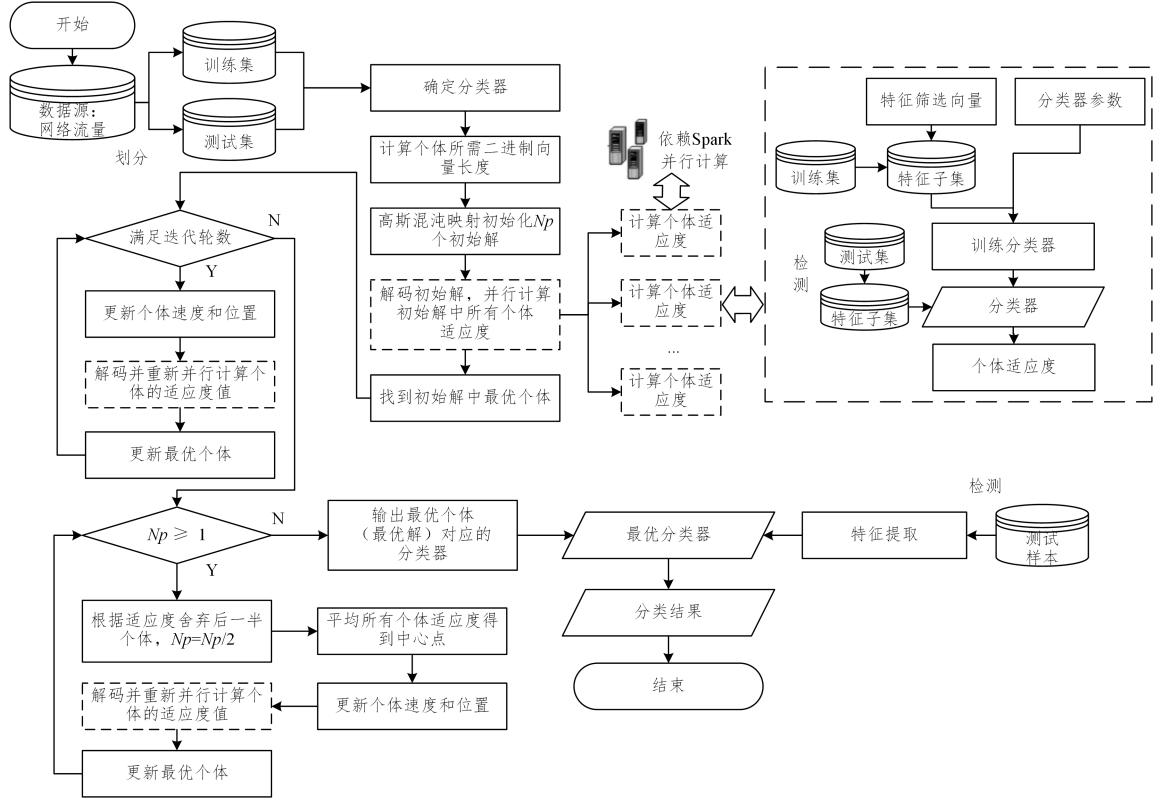 开始
数据源:
网络流量
划分
训练集
测试集
确定分类器
计算个体所需二进制向
量长度
高斯混沌映射初始化Np
个初始解
解码初始解，并行计算
初始解中所有个体
适应度
找到初始解中最优个体
依赖Spark
并行计算
计算个体适
应度
计算个体适
应度
...
计算个体适
应度
特征筛选向量
分类器参数
训练集
特征子集
训练分类器
检
测
测试集
特征子集
分类器
个体适应度
满足迭代轮数
N
Y
更新个体速度和位置
解码并重新并行计算个
体的适应度值
更新最优个体
Np ≥ 1
N
Y
输出最优个体
（最优解）对应的
分类器
最优分类器
特征提取
检测
测试
样本
分类结果
结束
根据适应度舍弃后一半
个体，Np=Np/2
平均所有个体适应度得
到中心点
更新个体速度和位置
解码并重新并行计算个
体的适应度值
更新最优个体